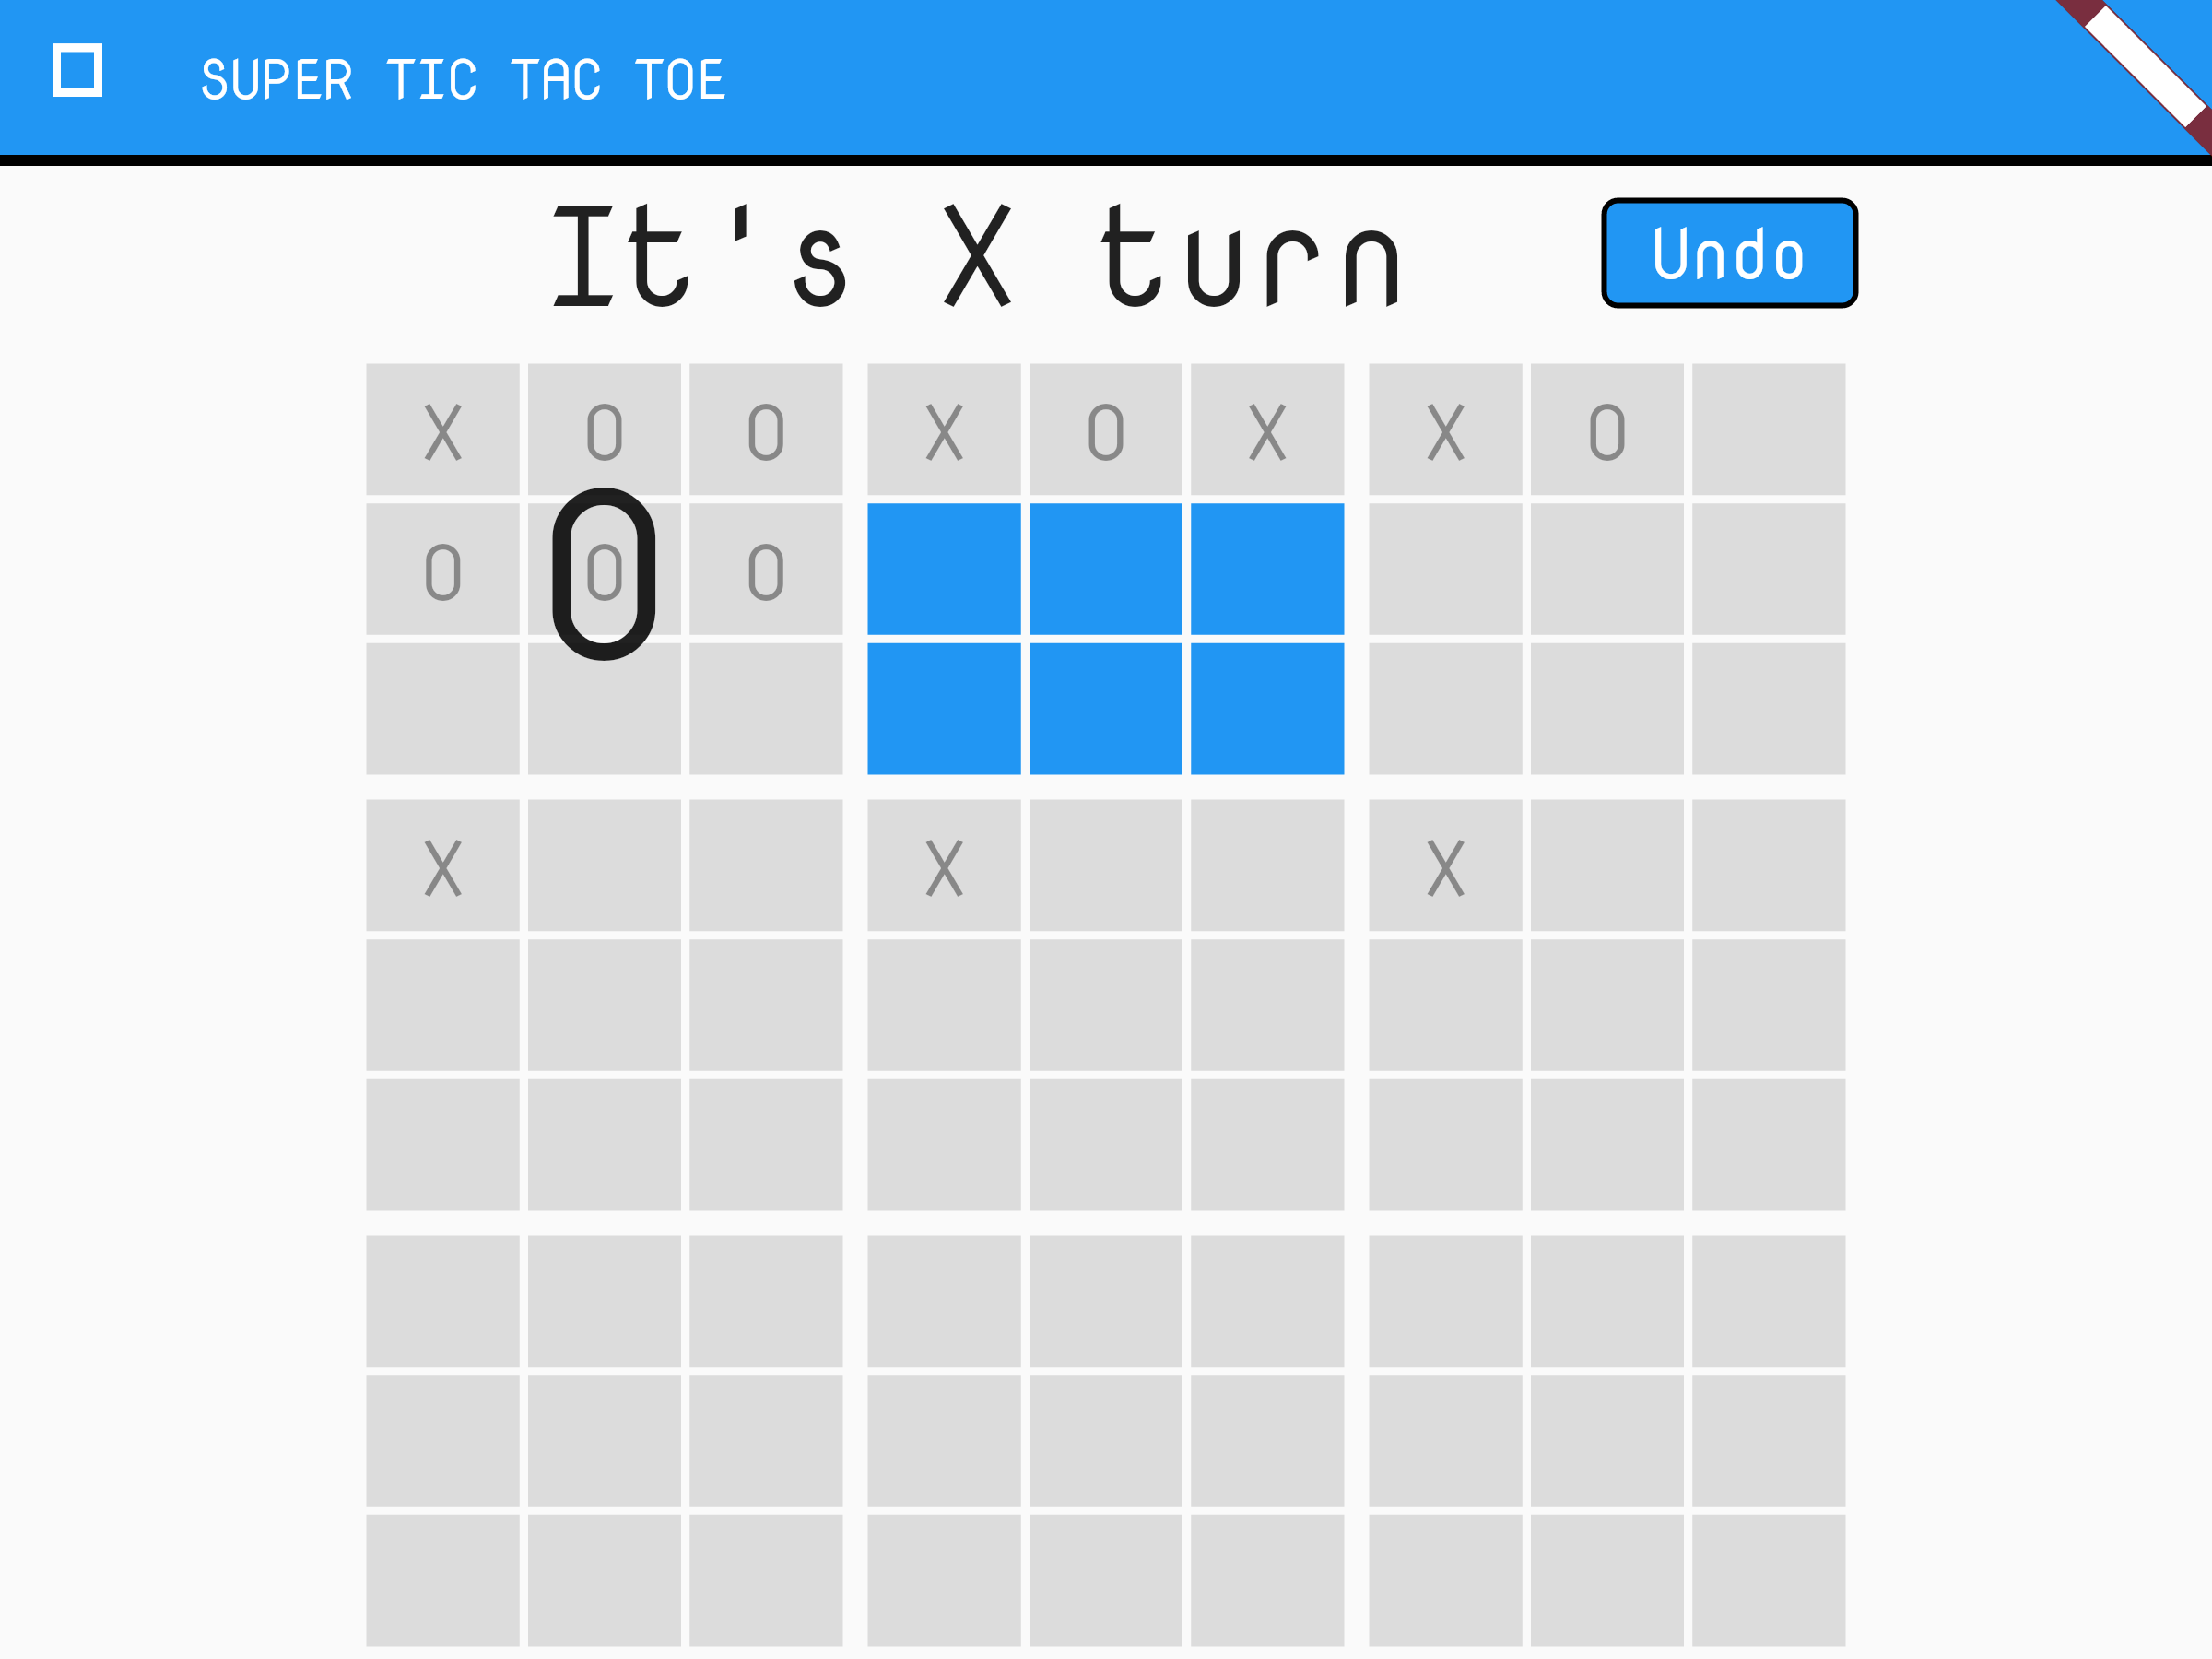 SUPER TIC TAC TOE
It's X turn
Undo
X O O X O X X O
O O O
O
X X X